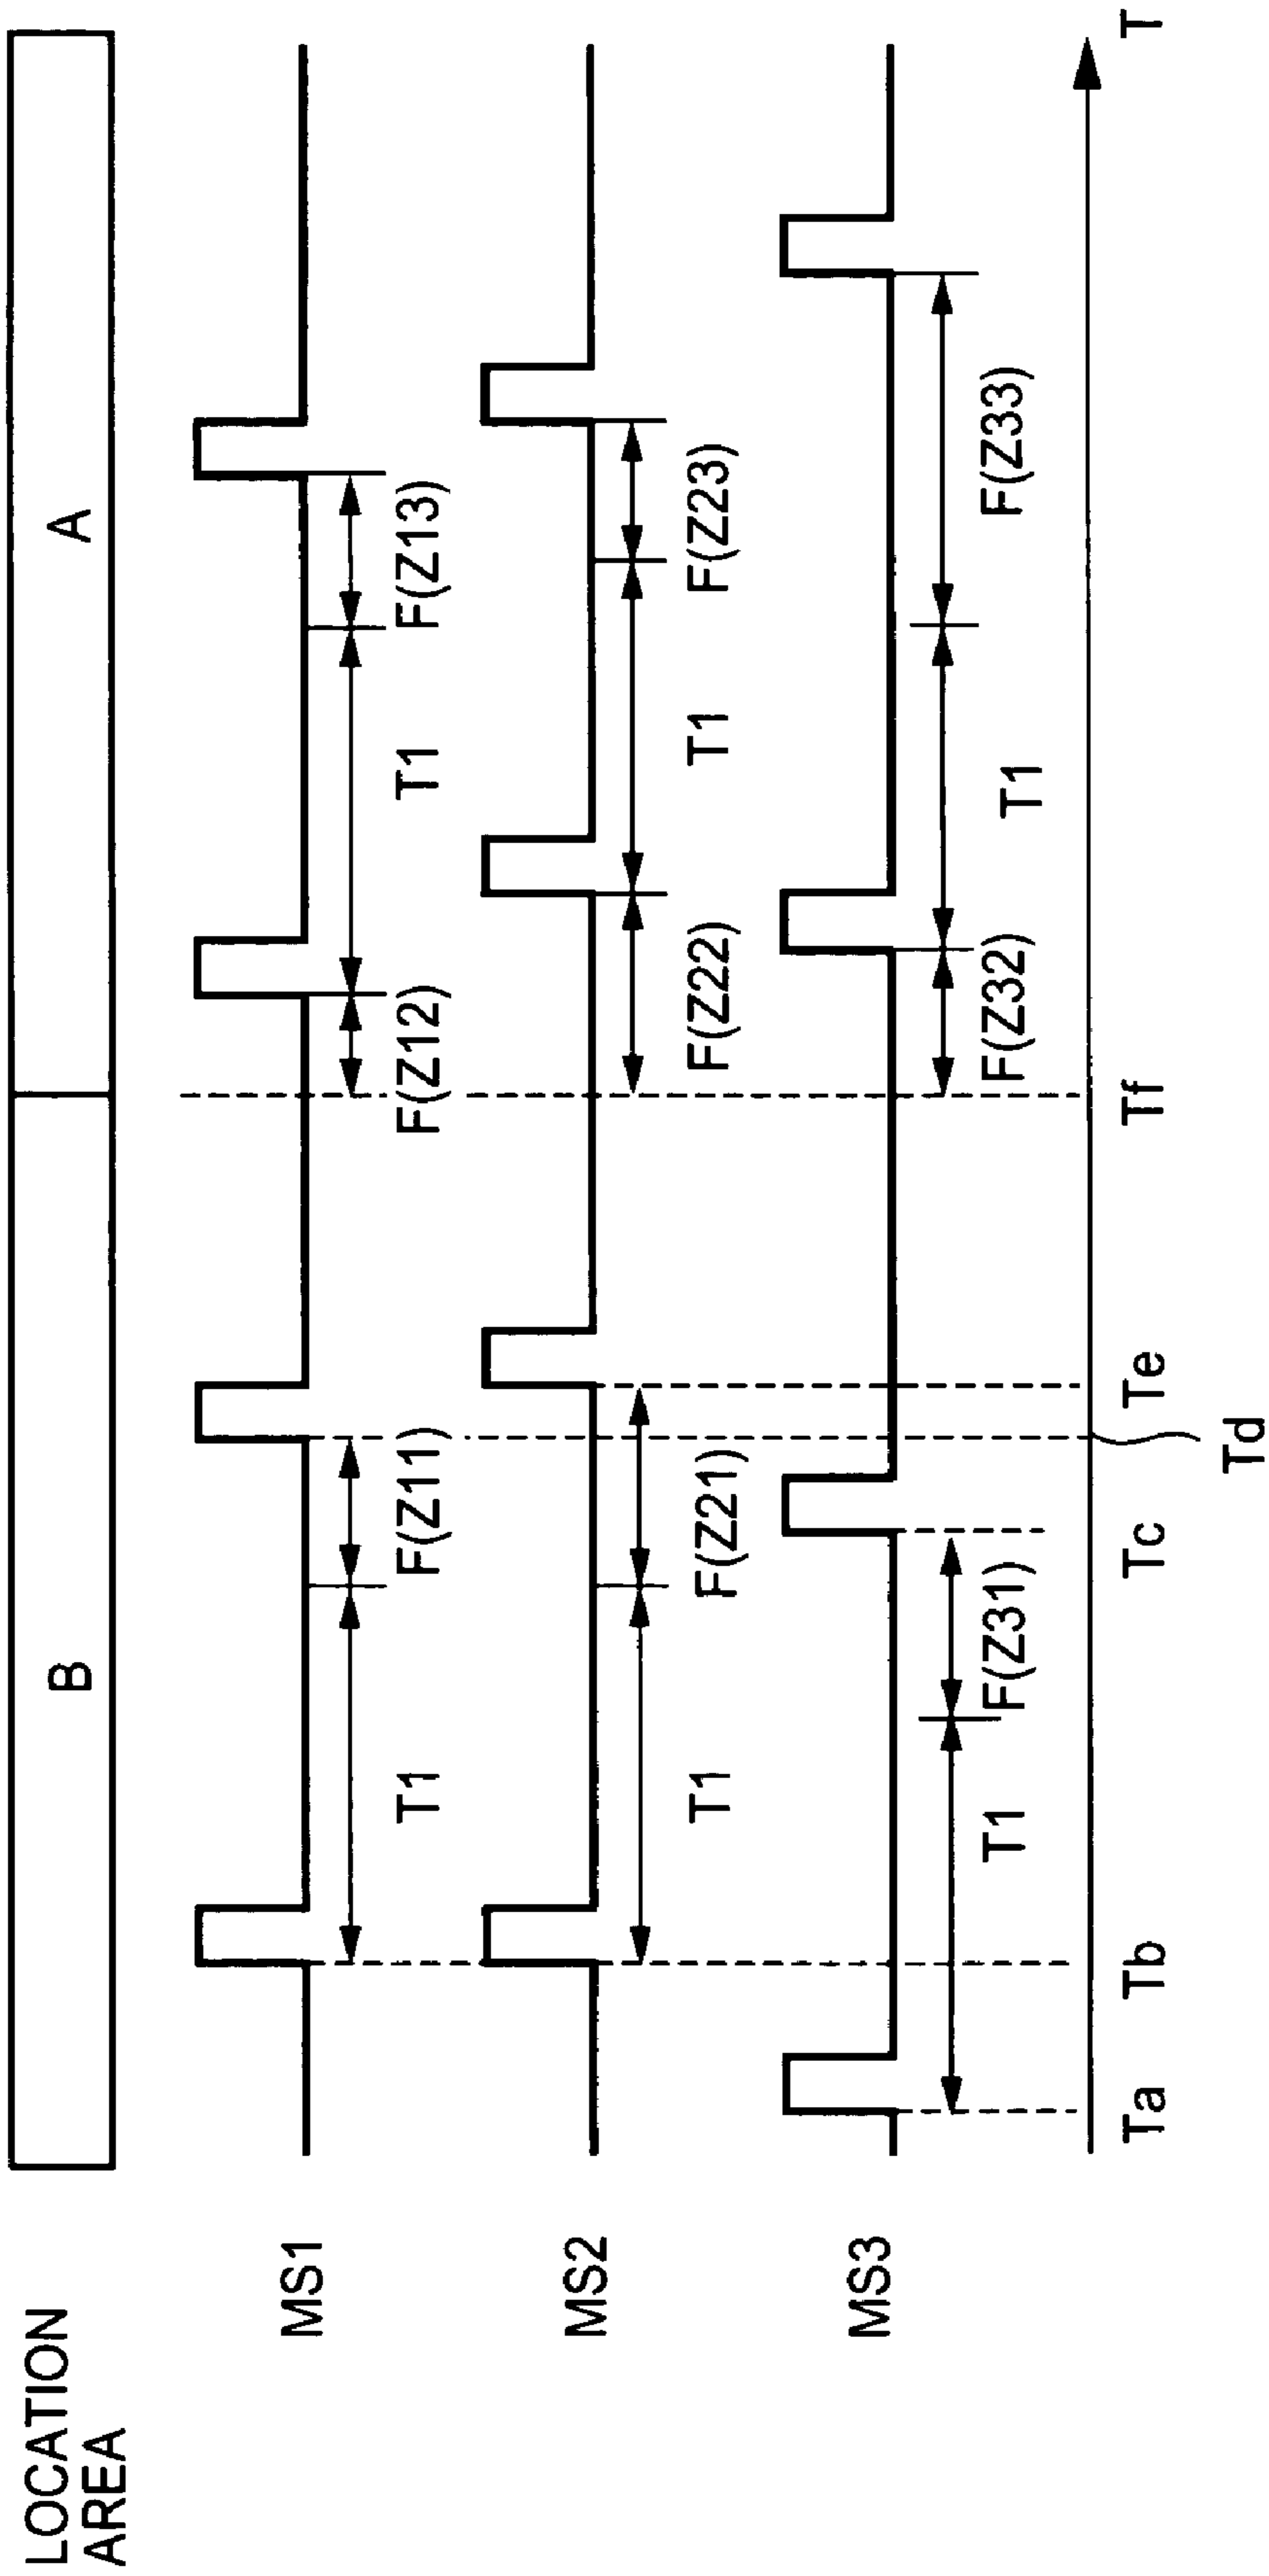 LOCATION
AREA
B
A
MS1
T1
F(Z11)
F(Z12)
T1
F(Z13)
MS2
T1
F(Z21)
F(Z22)
T1
F(Z23)
MS3
T1
F(Z31)
F(Z32)
T1
F(Z33)
Ta
Tb
Tc
Td
Te
Tf
T